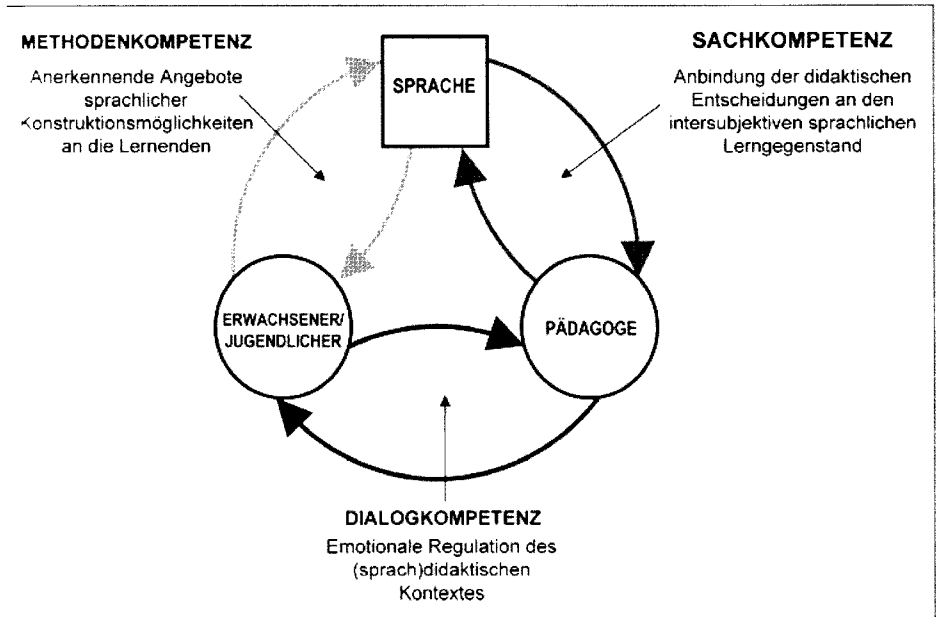 METHODENKOMPETENZ
Anerkennende Angebote
sprachlicher
Konstruktionsmöglichkeiten
an die Lernenden
SPRACHE
SACHKOMPETENZ
Anbindung der didaktischen
Entscheidungen an den
intersubjektiven sprachlichen
Lerngegenstand
ERWACHSENER/
JUGENDLICHER
PÄDAGOGE
DIALOGKOMPETENZ
Emotionale Regulation des
(sprach)didaktischen
Kontextes